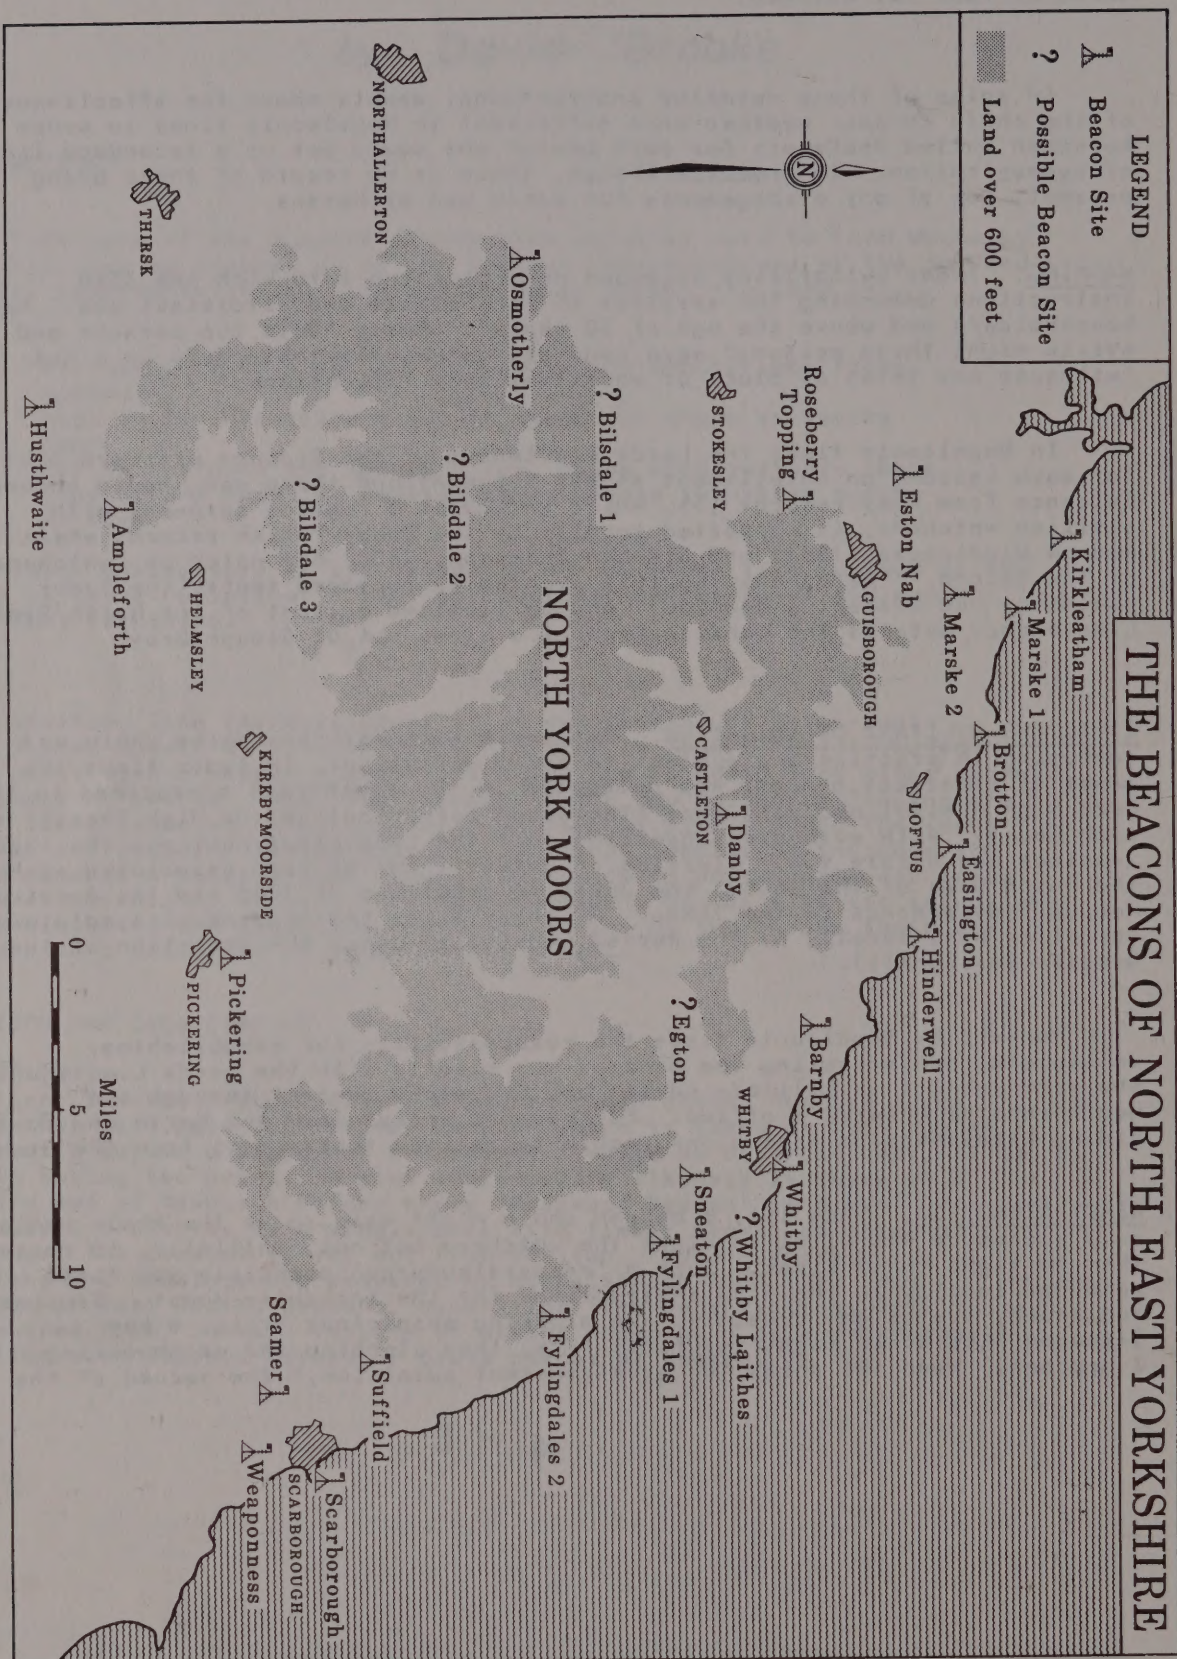 THE BEACONS OF NORTH EAST YORKSHIRE
LEGEND
Beacon Site
? Possible Beacon Site
Land over 600 feet
N
Kirkleatham
Marske 1
Marske 2
Brotton
Easington
Hinderwell
Eston Nab
GUISBOROUGH
LOFTUS
Roseberry
Topping
STOKESLEY
CASTLETON
Danby
Barnby
Whitby
WHITBY
? Whitby Laithes
? Egton
Sneaton
Fylingdales 1
Fylingdales 2
NORTH YORK MOORS
? Bilsdale 1
? Bilsdale 2
? Bilsdale 3
Osmotherly
NORTHALLERTON
THIRSK
Husthwaite
Ampleforth
HELMSLEY
KIRKBYMOORSIDE
Pickering
PICKERING
Suffield
Seamer
Scarborough
SCARBOROUGH
Weaponness
0 5 10
Miles